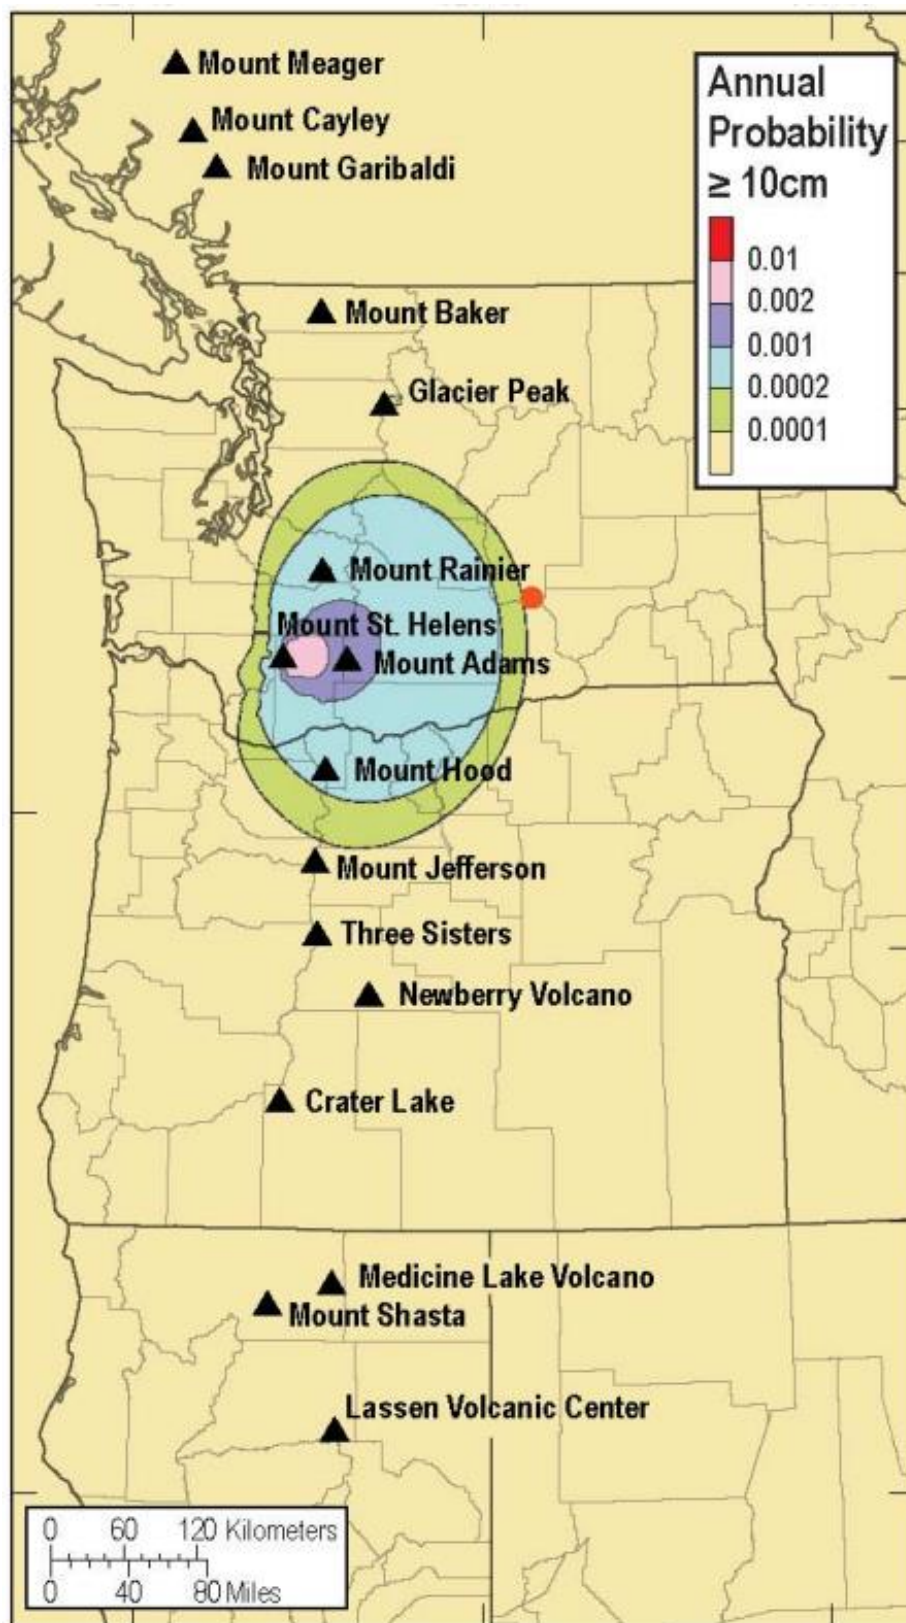 Mount Meager
Mount Cayley
Mount Garibaldi
Annual
Probability
≥ 10cm
0.01
0.002
0.001
0.0002
0.0001
Mount Baker
Glacier Peak
Mount Rainier
Mount St. Helens
Mount Adams
Mount Hood
Mount Jefferson
Three Sisters
Newberry Volcano
Crater Lake
Medicine Lake Volcano
Mount Shasta
Lassen Volcanic Center
0 60 120 Kilometers
0 40 80 Miles